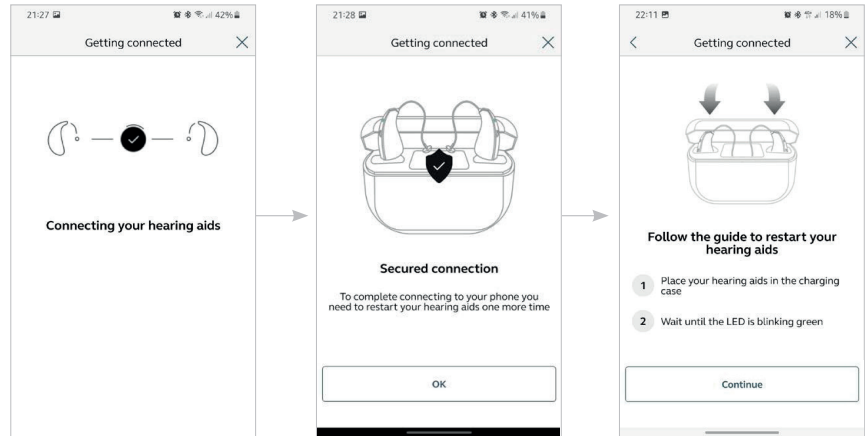 21:27 42%
Getting connected
Connecting your hearing aids
21:28 41%
Getting connected
Secured connection
To complete connecting to your phone you
need to restart your hearing aids one more time
OK
22:11 18%
Getting connected
Follow the guide to restart your
hearing aids
1 Place your hearing aids in the charging
case
2 Wait until the LED is blinking green
Continue